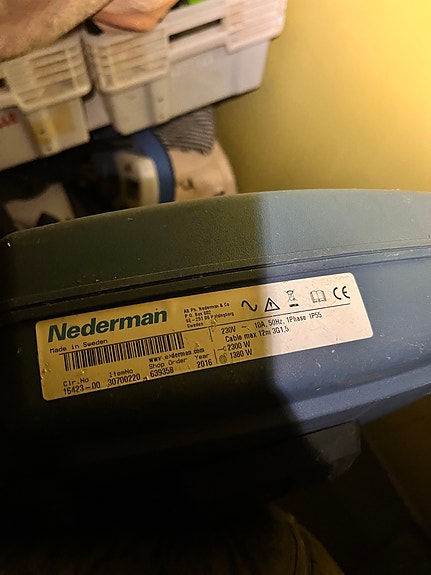 Nederman
AB Ph. Nederman & Co
P.O. Box 602
SE-251 06 Helsingborg
Sweden
Made in Sweden
www.nederman.com
Ctr.No ItemNo Shop Order Year
15423-00 30700220 639358 2016
230V ~ 10A, 50Hz, 1Phase IP55
Cable max 12m 3G1,5
2300 W
1380 W
CE